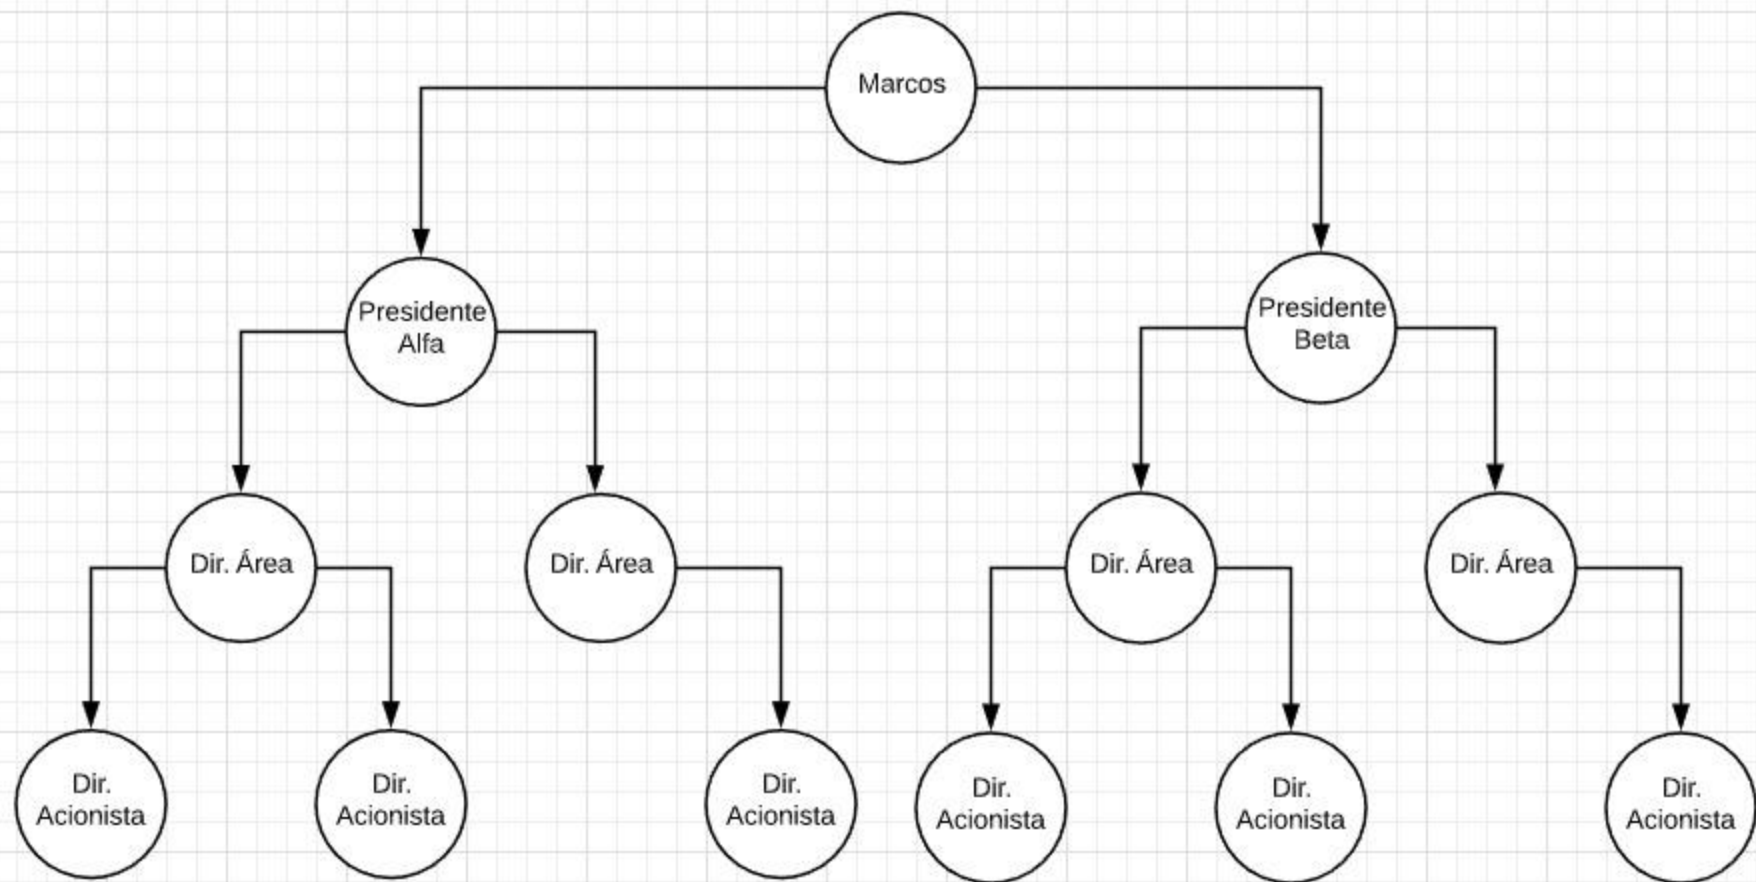 Marcos
Presidente
Alfa
Presidente
Beta
Dir. Área
Dir. Área
Dir. Área
Dir. Área
Dir.
Acionista
Dir.
Acionista
Dir.
Acionista
Dir.
Acionista
Dir.
Acionista
Dir.
Acionista